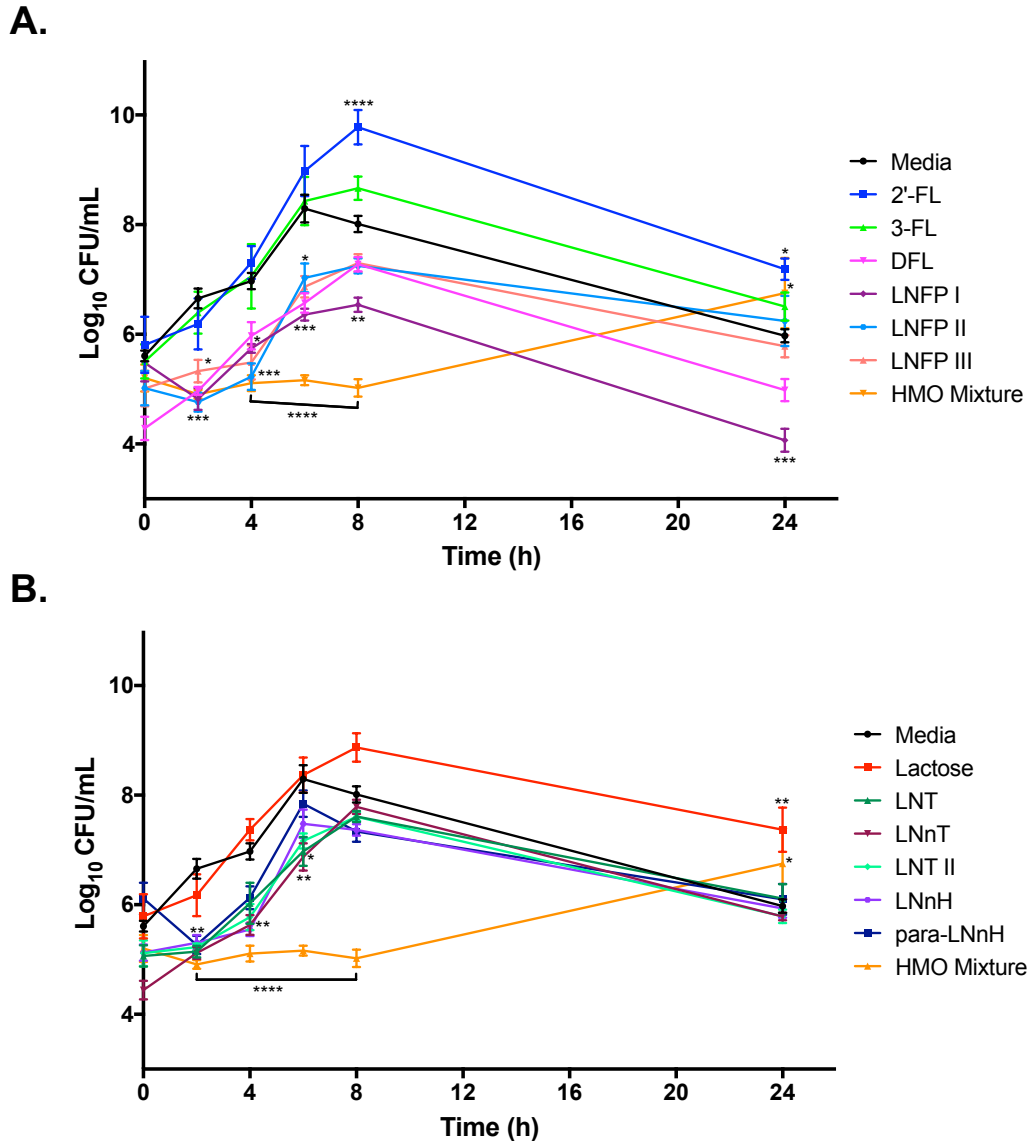 A.
Log10 CFU/mL
10
8
6
4
0
4
8
12
16
20
24
Time (h)
****
*
*
*
*
*
***
**
***
***
****
***
Media
2'-FL
3-FL
DFL
LNFP I
LNFP II
LNFP III
HMO Mixture
B.
Log10 CFU/mL
10
8
6
4
0
4
8
12
16
20
24
Time (h)
**
*
*
**
**
**
****
Media
Lactose
LNT
LNnT
LNT II
LNnH
para-LNnH
HMO Mixture